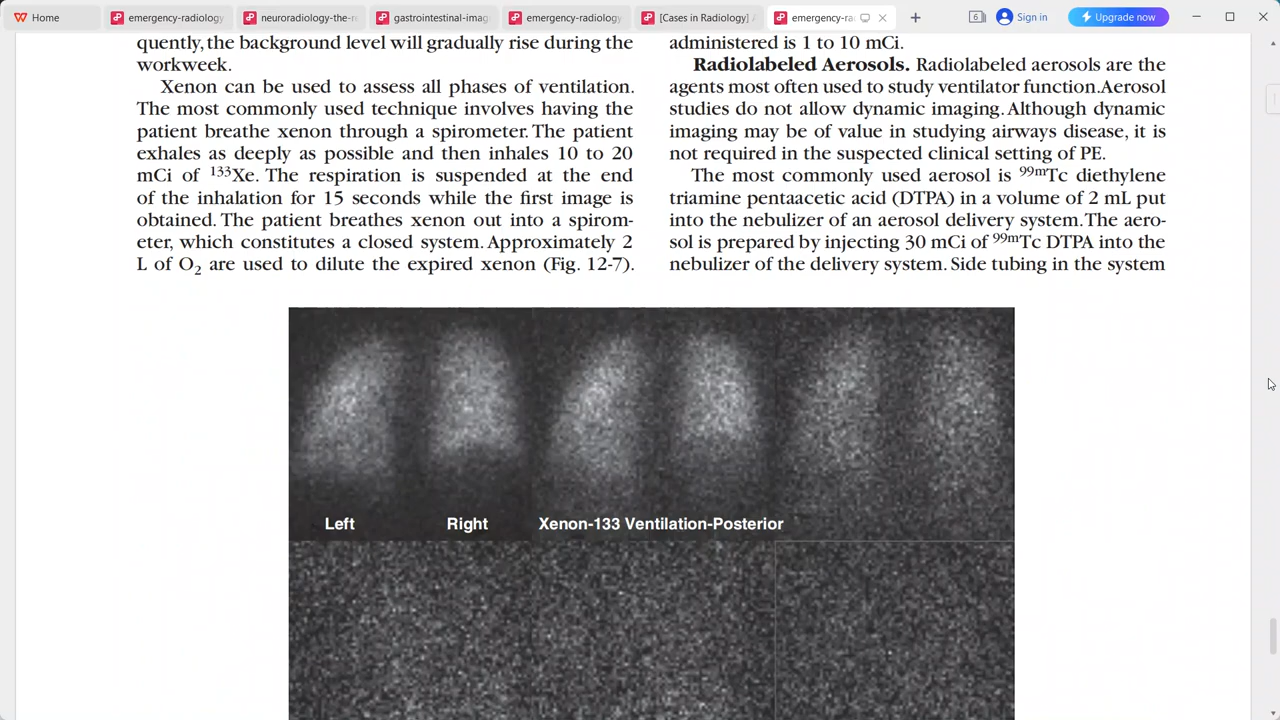 Home
emergency-radiology
neuroradiology-the-r
gastrointestinal-imag
emergency-radiology
[Cases in Radiology]
emergency-ra
6
Sign in
Upgrade now
quently, the background level will gradually rise during the
workweek.
Xenon can be used to assess all phases of ventilation.
The most commonly used technique involves having the
patient breathe xenon through a spirometer. The patient
exhales as deeply as possible and then inhales 10 to 20
mCi of ¹³³Xe. The respiration is suspended at the end
of the inhalation for 15 seconds while the first image is
obtained. The patient breathes xenon out into a spirom-
eter, which constitutes a closed system. Approximately 2
L of O₂ are used to dilute the expired xenon (Fig. 12-7).
administered is 1 to 10 mCi.
Radiolabeled Aerosols. Radiolabeled aerosols are the
agents most often used to study ventilator function. Aerosol
studies do not allow dynamic imaging. Although dynamic
imaging may be of value in studying airways disease, it is
not required in the suspected clinical setting of PE.
The most commonly used aerosol is ⁹⁹ᵐTc diethylene
triamine pentaacetic acid (DTPA) in a volume of 2 mL put
into the nebulizer of an aerosol delivery system. The aero-
sol is prepared by injecting 30 mCi of ⁹⁹ᵐTc DTPA into the
nebulizer of the delivery system. Side tubing in the system
Left Right Xenon-133 Ventilation-Posterior